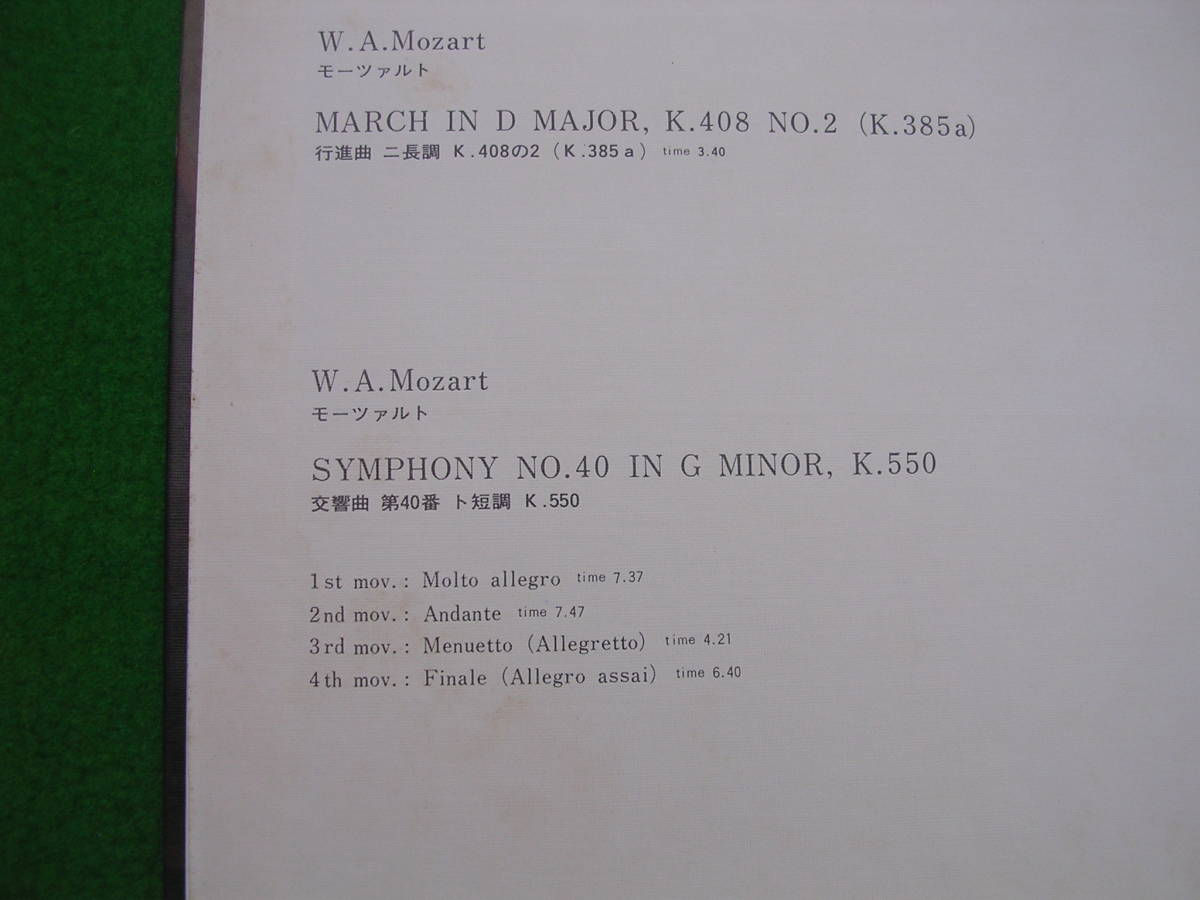 W.A.Mozart
モーツァルト
MARCH IN D MAJOR, K.408 NO.2 (K.385a)
行進曲 ニ長調 K.408の2 (K.385a) time 3.40
W.A.Mozart
モーツァルト
SYMPHONY NO.40 IN G MINOR, K.550
交響曲 第40番 ト短調 K.550
1st mov.: Molto allegro time 7.37
2nd mov.: Andante time 7.47
3rd mov.: Menuetto (Allegretto) time 4.21
4th mov.: Finale (Allegro assai) time 6.40